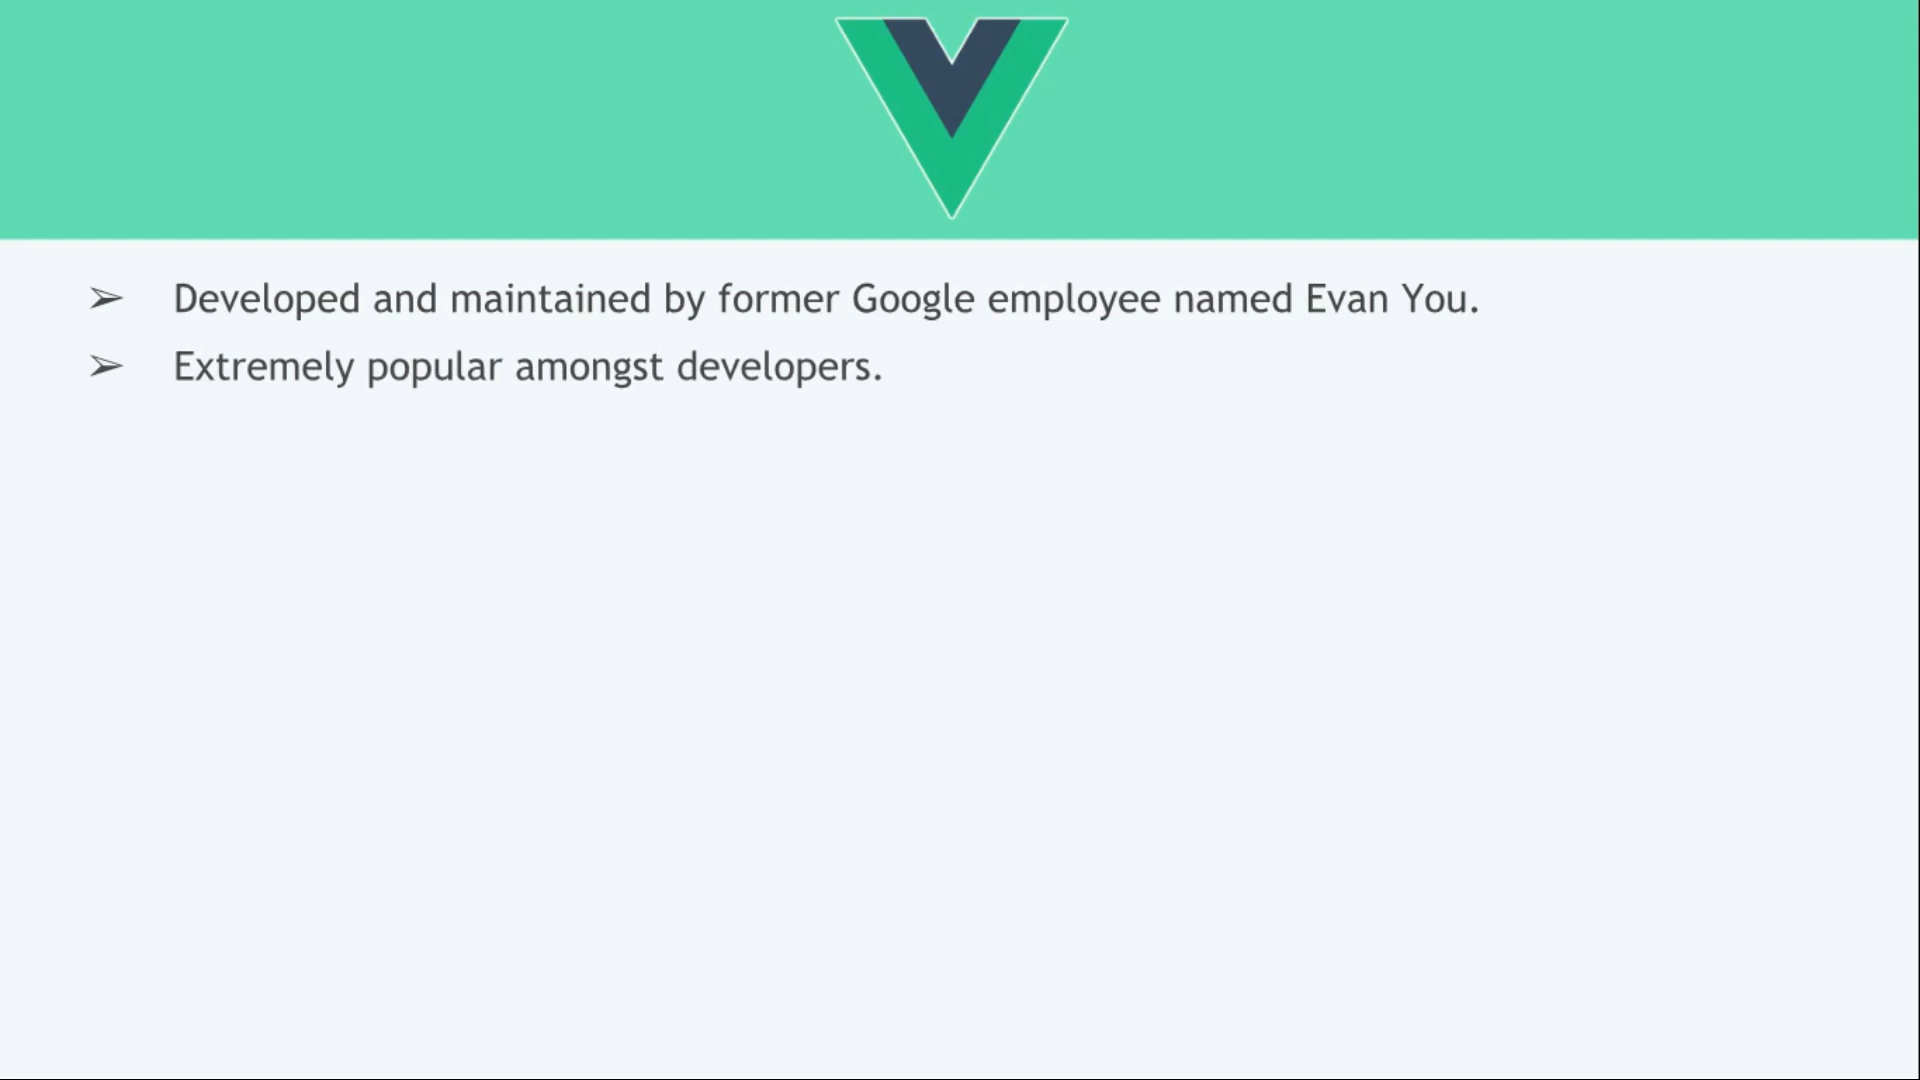 ➢ Developed and maintained by former Google employee named Evan You.
➢ Extremely popular amongst developers.